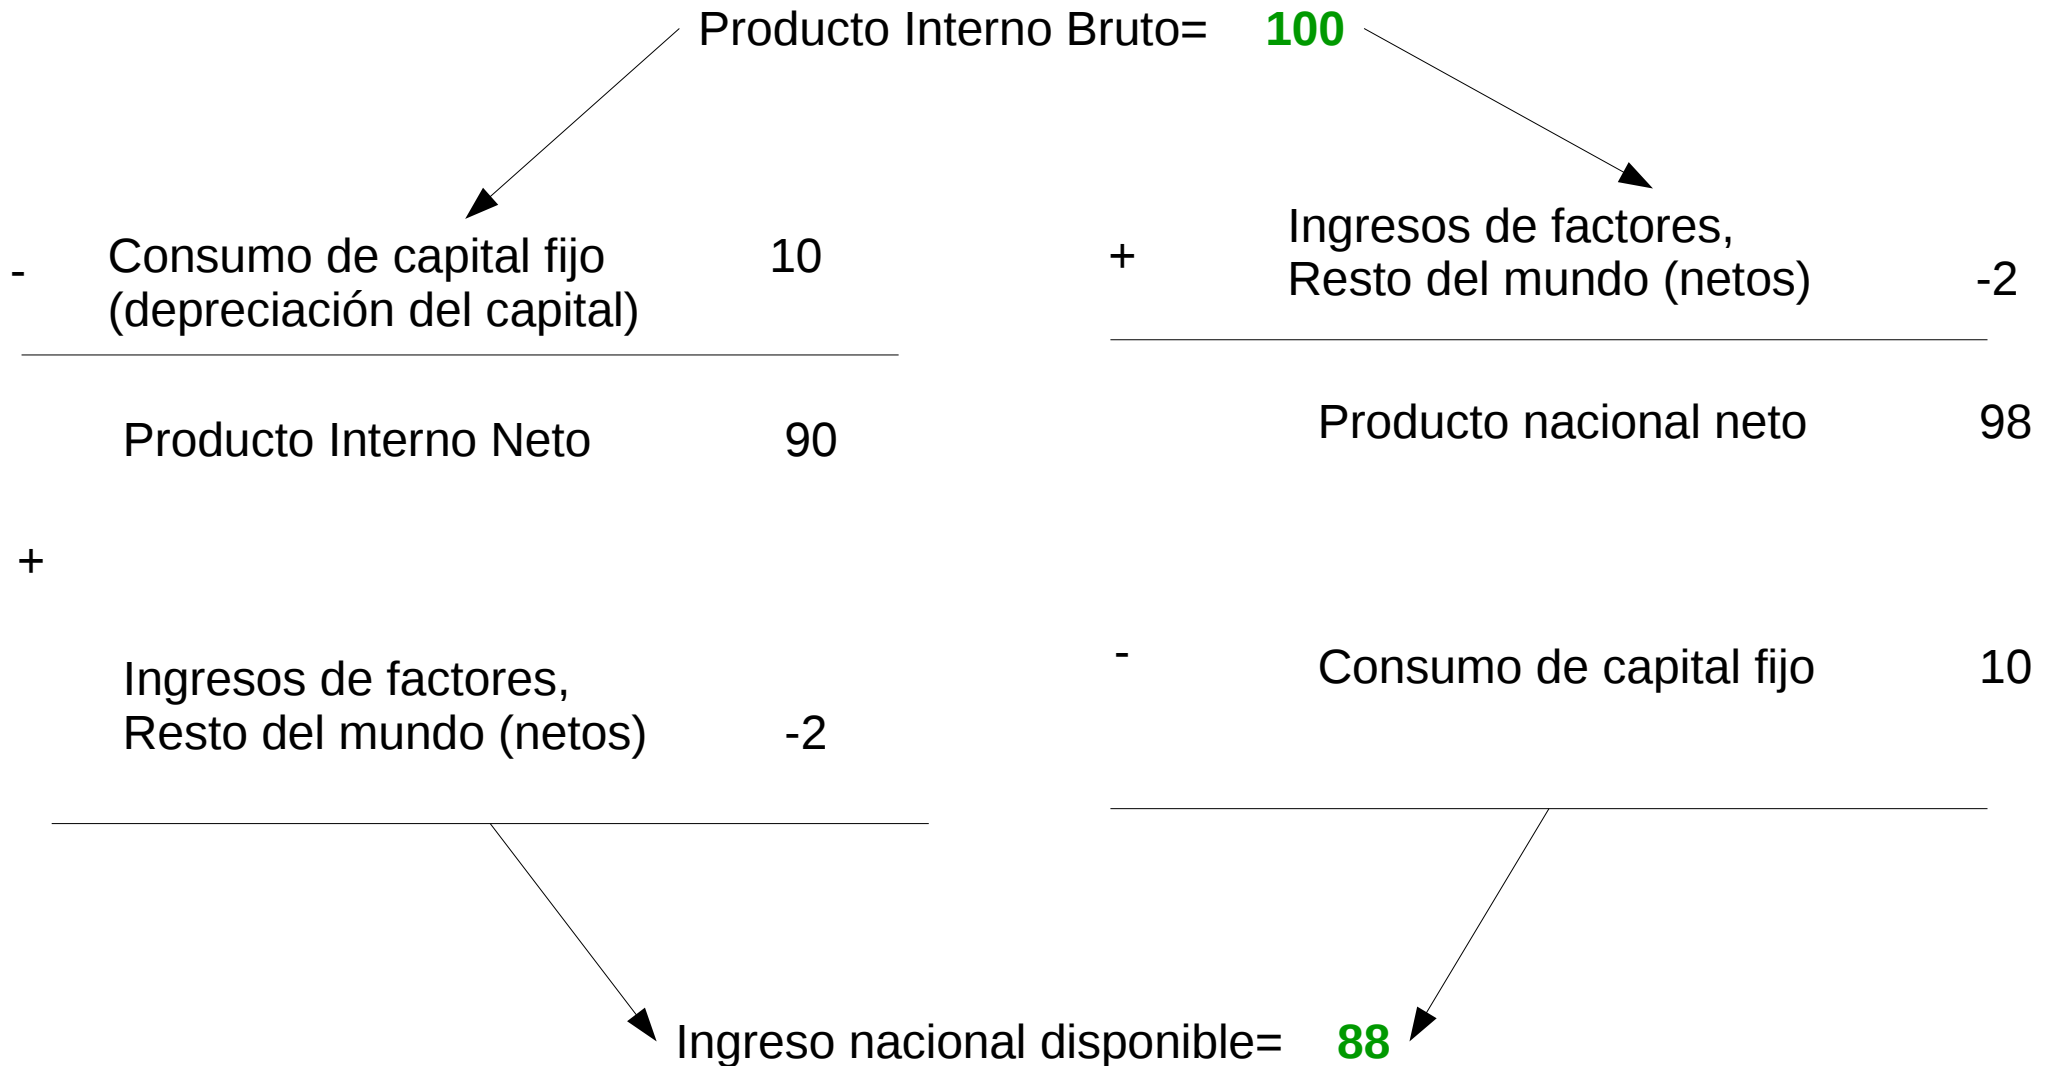 Producto Interno Bruto= 100
- Consumo de capital fijo 10
(depreciación del capital)
Producto Interno Neto 90
+
Ingresos de factores,
Resto del mundo (netos) -2
+ Ingresos de factores,
Resto del mundo (netos) -2
Producto nacional neto 98
- Consumo de capital fijo 10
Ingreso nacional disponible= 88